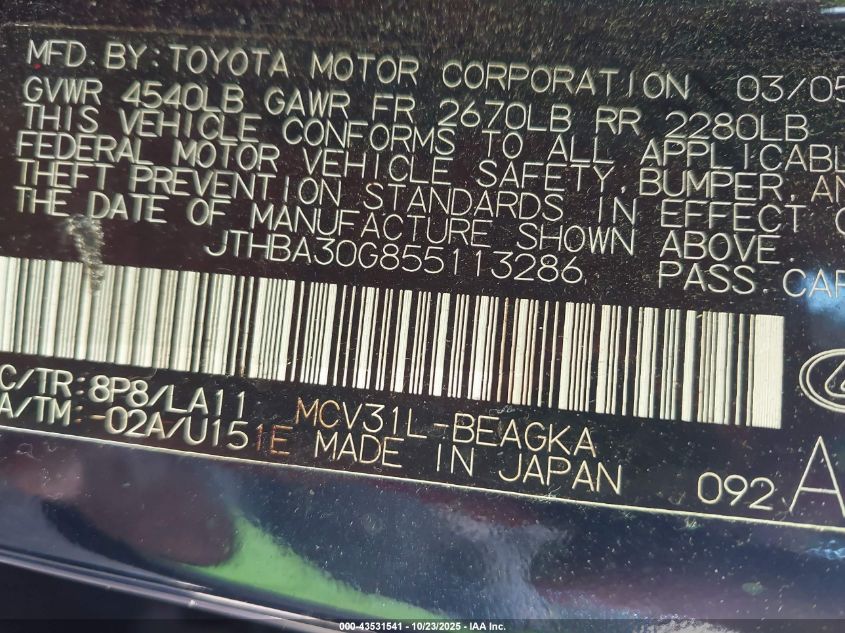 MFD. BY: TOYOTA MOTOR CORPORATION 03/05
GVWR 4540LB GAWR FR 2670LB RR 2280LB
THIS VEHICLE CONFORMS TO ALL APPLICABL
FEDERAL MOTOR VEHICLE SAFETY, BUMPER, AN
THEFT PREVENTION STANDARDS IN EFFECT O
THE DATE OF MANUFACTURE SHOWN ABOVE.
JTHBA30G855113286 PASS. CAR
C/TR: 8P8/LA11 MCV31L-BEAGKA
A/TM: -02A/U151E MADE IN JAPAN 092 A
000-43531541 - 10/23/2025 - IAA Inc.